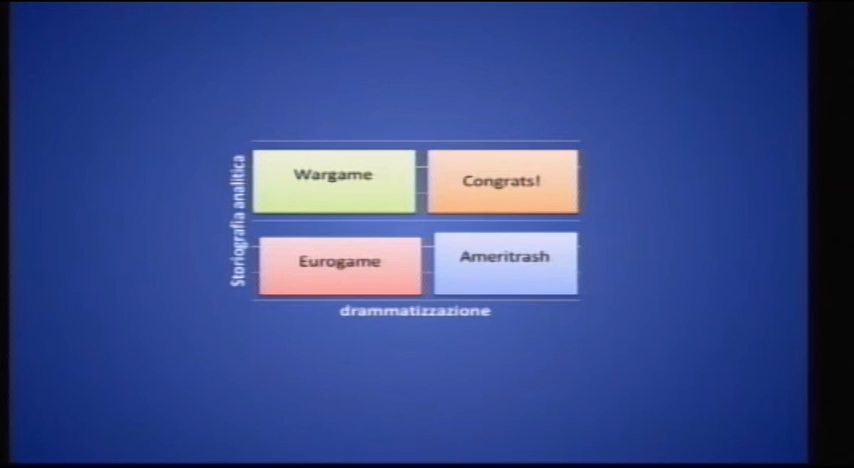 Storiografia analitica
Wargame
Congrats!
Eurogame
Ameritrash
drammatizzazione